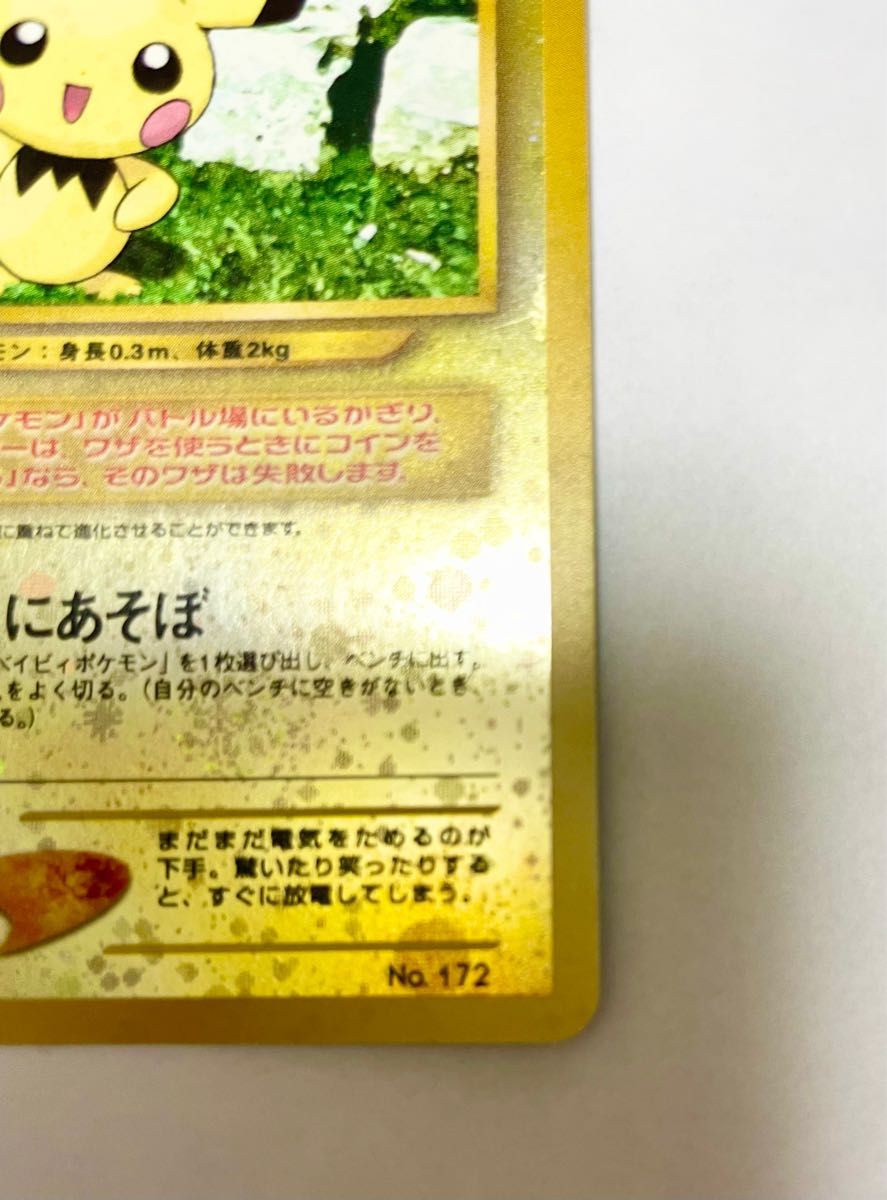 モン：身長0.3m、体重2kg
ケモン」がバトル場にいるかぎり、
ーは、ワザを使うときにコインを
」なら、そのワザは失敗します。
に重ねて進化させることができます。
にあそぼ
ベイビィポケモン」を1枚選び出し、ベンチに出す。
をよく切る。（自分のベンチに空きがないとき、
る。）
まだまだ電気をためるのが
下手。驚いたり笑ったりする
と、すぐに放電してしまう。
No. 172